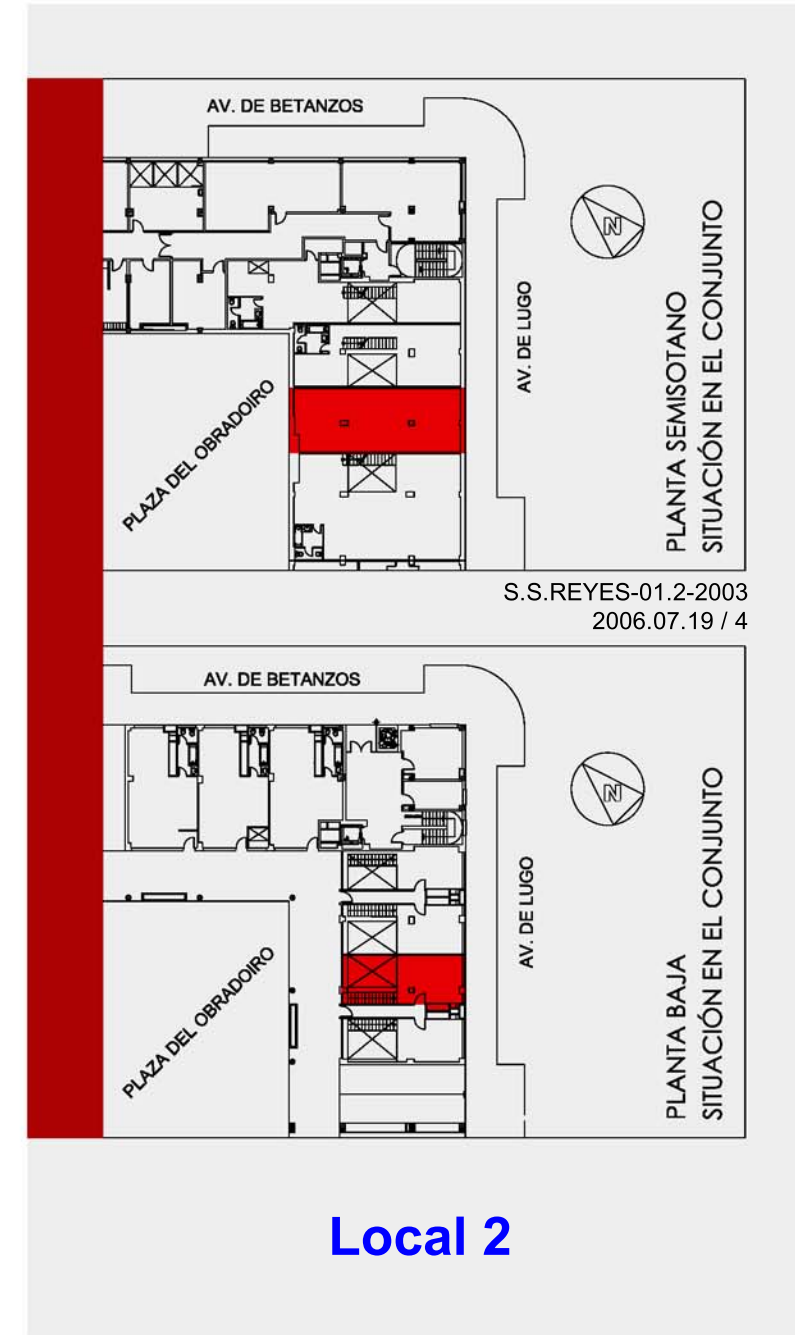 AV. DE BETANZOS
N
AV. DE LUGO
PLAZA DEL OBRADOIRO
PLANTA SEMISOTANO
SITUACIÓN EN EL CONJUNTO
S.S.REYES-01.2-2003
2006.07.19 / 4
AV. DE BETANZOS
N
AV. DE LUGO
PLAZA DEL OBRADOIRO
PLANTA BAJA
SITUACIÓN EN EL CONJUNTO
Local 2